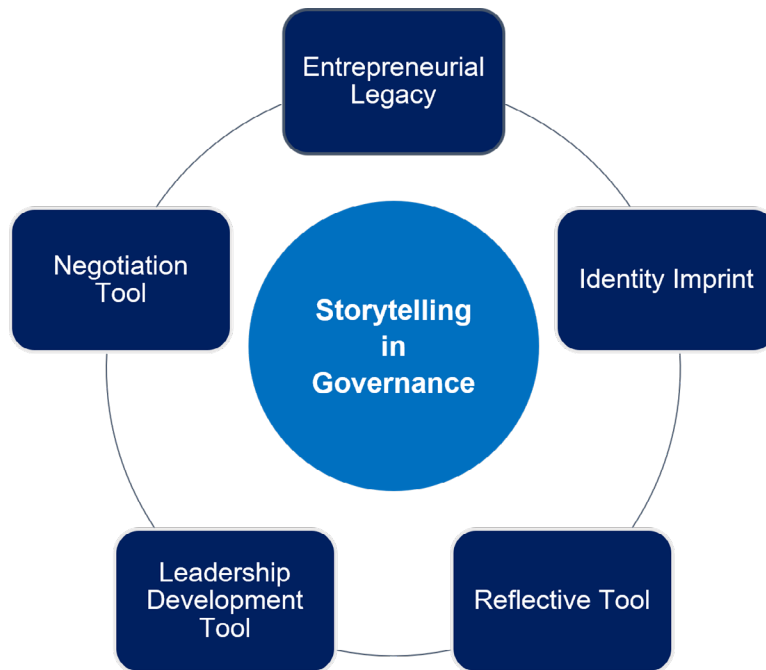 Entrepreneurial
Legacy
Negotiation
Tool
Identity Imprint
Storytelling
in
Governance
Leadership
Development
Tool
Reflective Tool